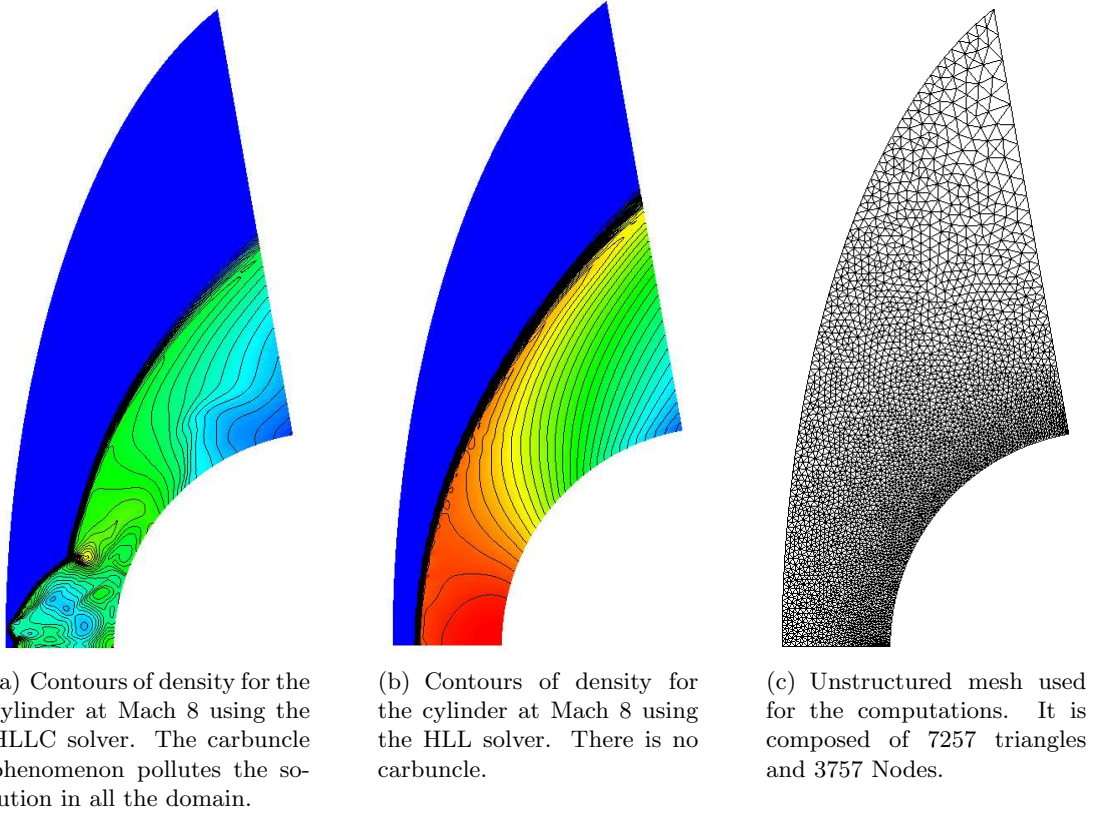 a) Contours of density for the
ylinder at Mach 8 using the
HLLC solver. The carbuncle
phenomenon pollutes the so-
ution in all the domain.
(b) Contours of density for
the cylinder at Mach 8 using
the HLL solver. There is no
carbuncle.
(c) Unstructured mesh used
for the computations. It is
composed of 7257 triangles
and 3757 Nodes.